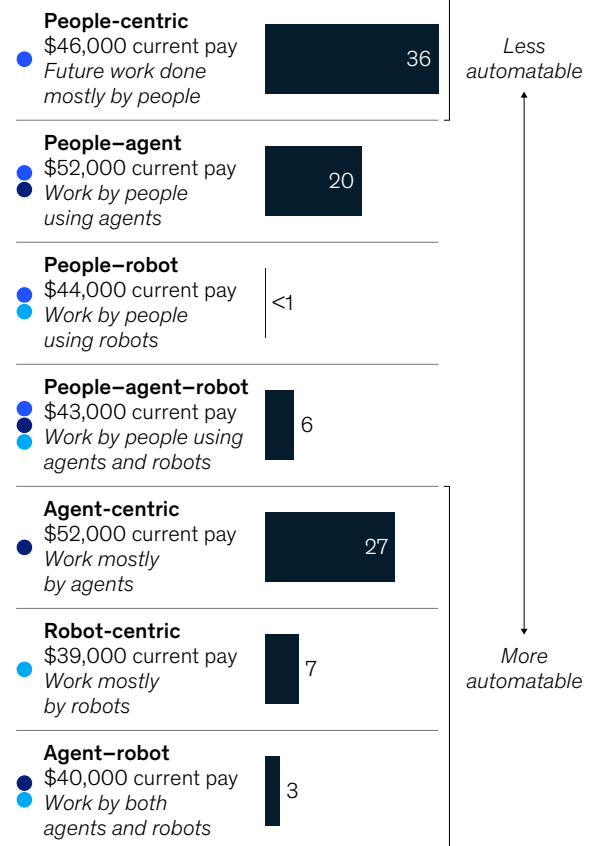 People-centric
$46,000 current pay
Future work done
mostly by people
36
Less
automatable
People–agent
$52,000 current pay
Work by people
using agents
20
People–robot
$44,000 current pay
Work by people
using robots
<1
People–agent–robot
$43,000 current pay
Work by people using
agents and robots
6
Agent-centric
$52,000 current pay
Work mostly
by agents
27
Robot-centric
$39,000 current pay
Work mostly
by robots
7
More
automatable
Agent–robot
$40,000 current pay
Work by both
agents and robots
3